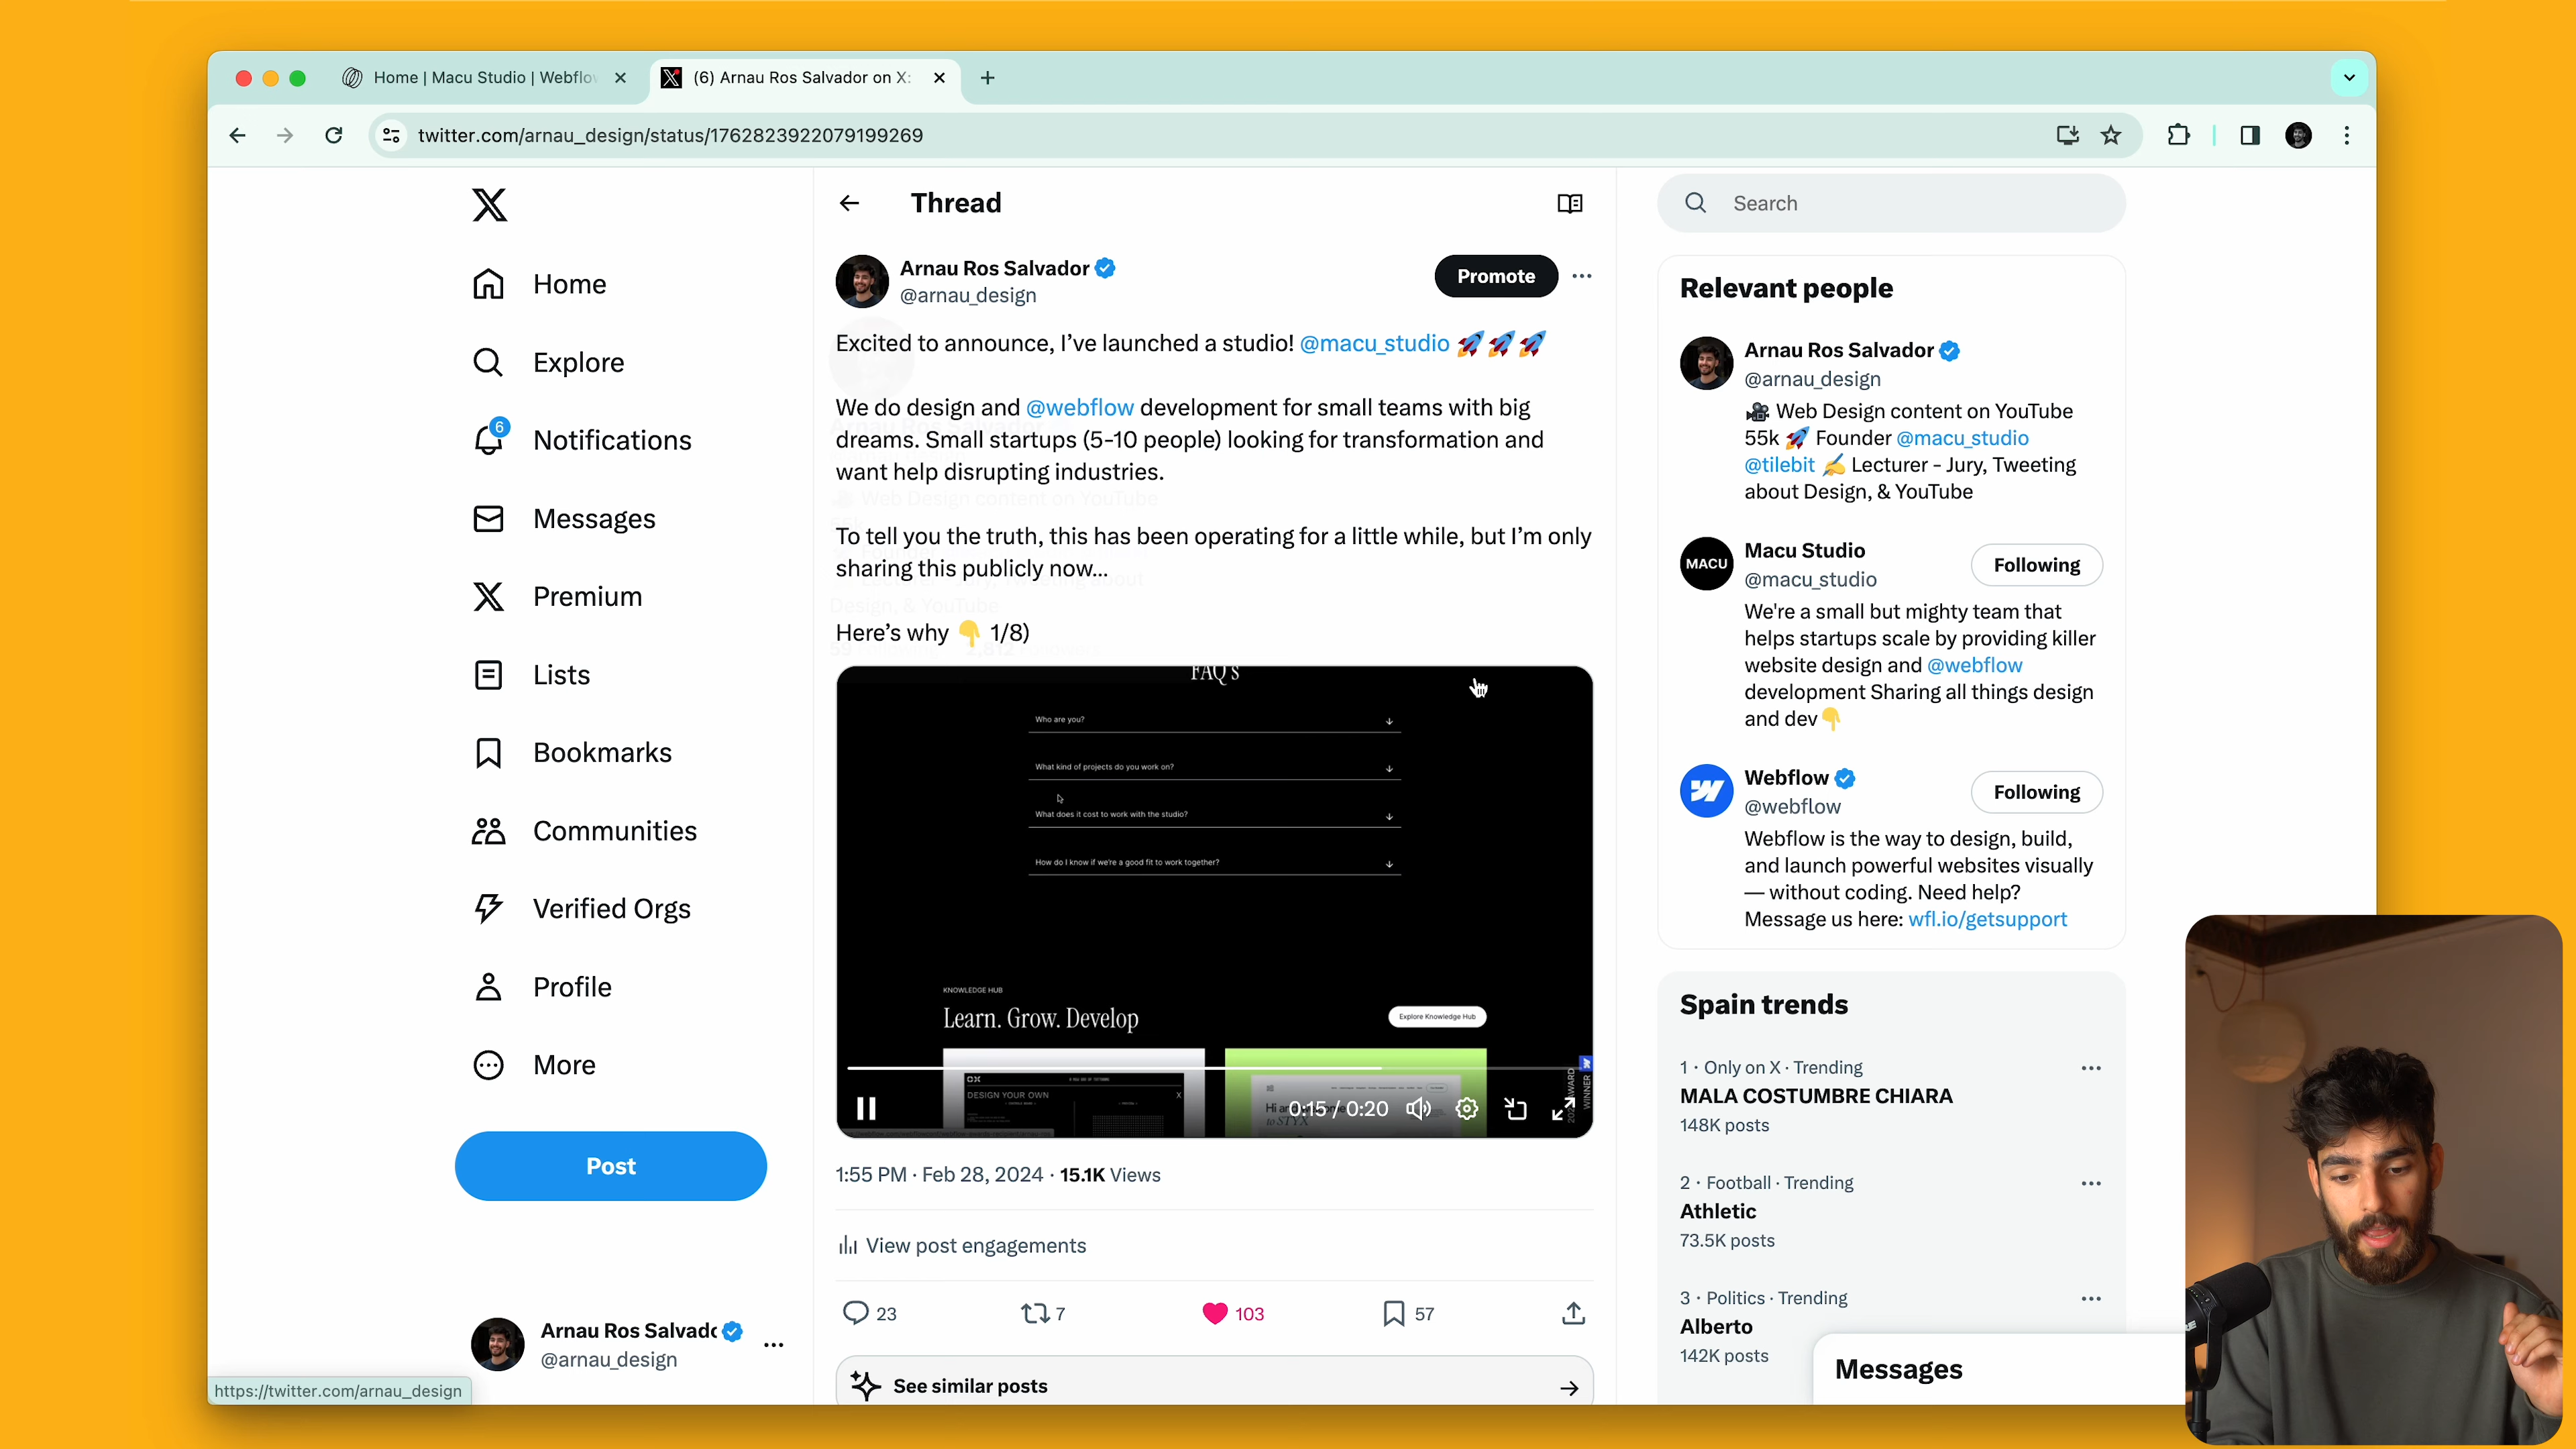 Home | Macu Studio | Webflow
(6) Arnau Ros Salvador on X:
twitter.com/arnau_design/status/1762823922079199269
Home
Explore
6
Notifications
Messages
Premium
Lists
Bookmarks
Communities
Verified Orgs
Profile
More
Post
Arnau Ros Salvadc
@arnau_design
https://twitter.com/arnau_design
Thread
Arnau Ros Salvador
@arnau_design
Promote
Excited to announce, I’ve launched a studio! @macu_studio 🚀🚀🚀
We do design and @webflow development for small teams with big
dreams. Small startups (5-10 people) looking for transformation and
want help disrupting industries.
To tell you the truth, this has been operating for a little while, but I’m only
sharing this publicly now...
Here’s why 👇 1/8)
FAQ's
Who are you?
What kind of projects do you work on?
What does it cost to work with the studio?
How do I know if we're a good fit to work together?
KNOWLEDGE HUB
Learn. Grow. Develop
Explore Knowledge Hub
DESIGN YOUR OWN
X
to STYX
WINNER
0:15 / 0:20
1:55 PM · Feb 28, 2024 · 15.1K Views
View post engagements
23
7
103
57
See similar posts
Search
Relevant people
Arnau Ros Salvador
@arnau_design
🎥 Web Design content on YouTube
55k 🚀 Founder @macu_studio
@tilebit ✍️ Lecturer - Jury, Tweeting
about Design, & YouTube
MACU
Macu Studio
@macu_studio
Following
We're a small but mighty team that
helps startups scale by providing killer
website design and @webflow
development Sharing all things design
and dev👇
Webflow
@webflow
Following
Webflow is the way to design, build,
and launch powerful websites visually
— without coding. Need help?
Message us here: wfl.io/getsupport
Spain trends
1 · Only on X · Trending
MALA COSTUMBRE CHIARA
148K posts
2 · Football · Trending
Athletic
73.5K posts
3 · Politics · Trending
Alberto
142K posts
Messages